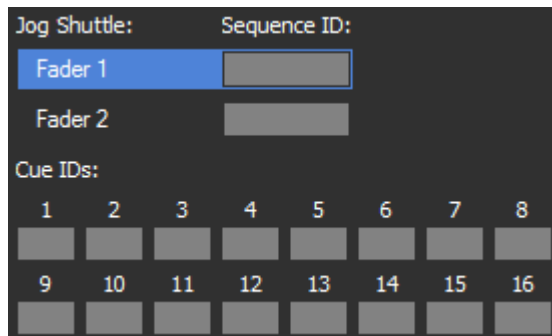 Jog Shuttle: Sequence ID:
Fader 1
Fader 2
Cue IDs:
1 2 3 4 5 6 7 8
9 10 11 12 13 14 15 16